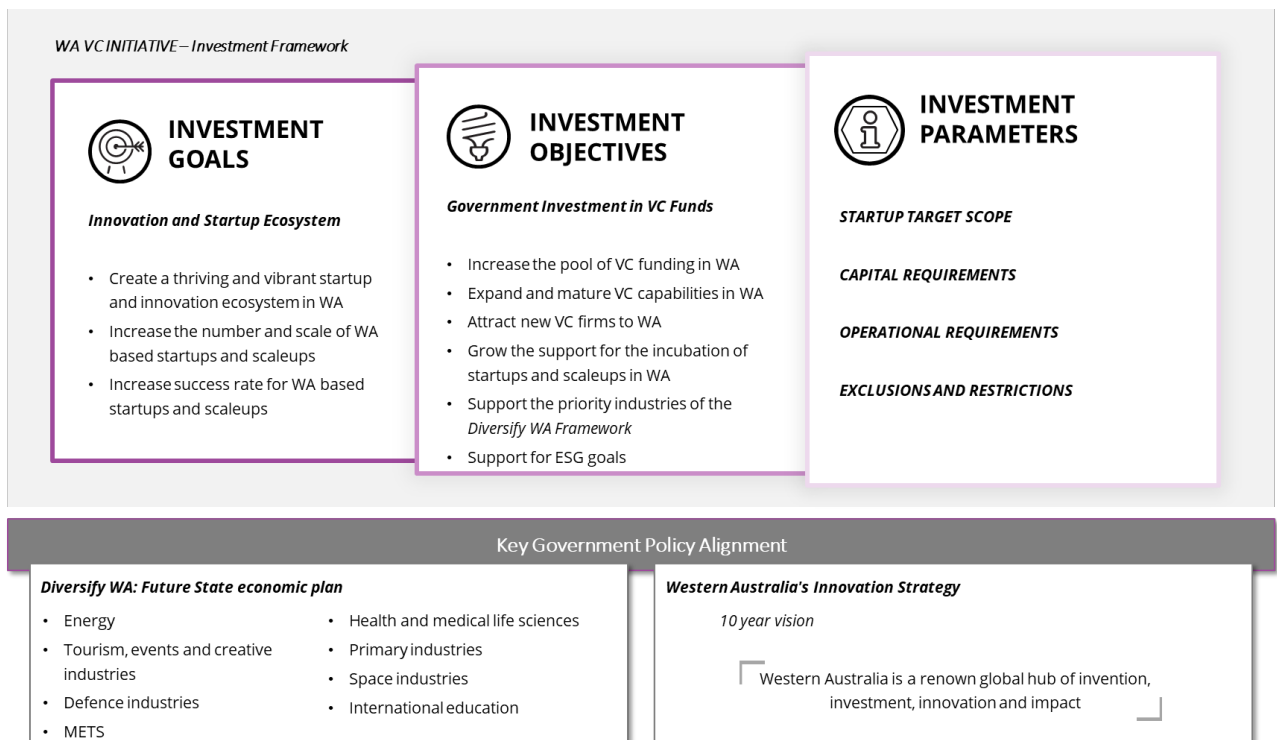 WA VC INITIATIVE – Investment Framework
INVESTMENT
GOALS
Innovation and Startup Ecosystem
• Create a thriving and vibrant startup
and innovation ecosystem in WA
• Increase the number and scale of WA
based startups and scaleups
• Increase success rate for WA based
startups and scaleups
INVESTMENT
OBJECTIVES
Government Investment in VC Funds
• Increase the pool of VC funding in WA
• Expand and mature VC capabilities in WA
• Attract new VC firms to WA
• Grow the support for the incubation of
startups and scaleups in WA
• Support the priority industries of the
Diversify WA Framework
• Support for ESG goals
INVESTMENT
PARAMETERS
STARTUP TARGET SCOPE
CAPITAL REQUIREMENTS
OPERATIONAL REQUIREMENTS
EXCLUSIONS AND RESTRICTIONS
Key Government Policy Alignment
Diversify WA: Future State economic plan
• Energy
• Tourism, events and creative
industries
• Defence industries
• METS
• Health and medical life sciences
• Primary industries
• Space industries
• International education
Western Australia's Innovation Strategy
10 year vision
Western Australia is a renown global hub of invention,
investment, innovation and impact